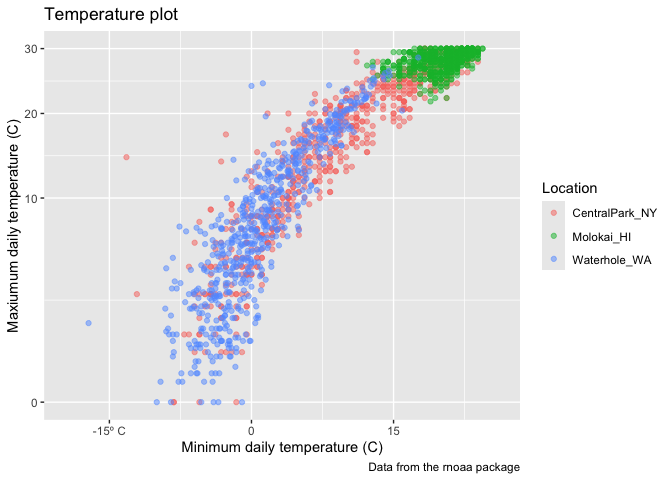 Temperature plot
30
20
10
0
Maxiumum daily temperature (C)
-15º C
0
15
Minimum daily temperature (C)
Location
CentralPark_NY
Molokai_HI
Waterhole_WA
Data from the rnoaa package